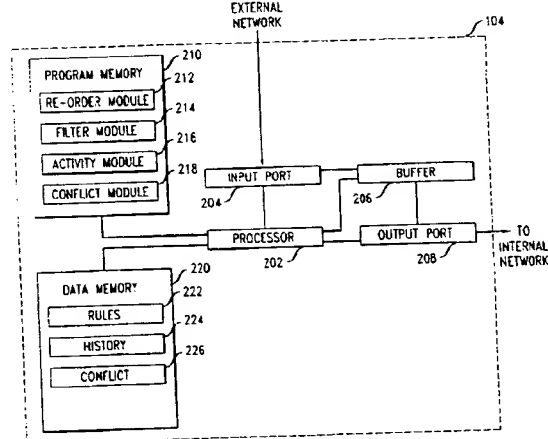 EXTERNAL
NETWORK
104
210
PROGRAM MEMORY
212
RE-ORDER MODULE
214
FILTER MODULE
216
ACTIVITY MODULE
218
CONFLICT MODULE
INPUT PORT
204
BUFFER
206
PROCESSOR
202
OUTPUT PORT
208
TO
INTERNAL
NETWORK
220
DATA MEMORY
222
RULES
224
HISTORY
226
CONFLICT